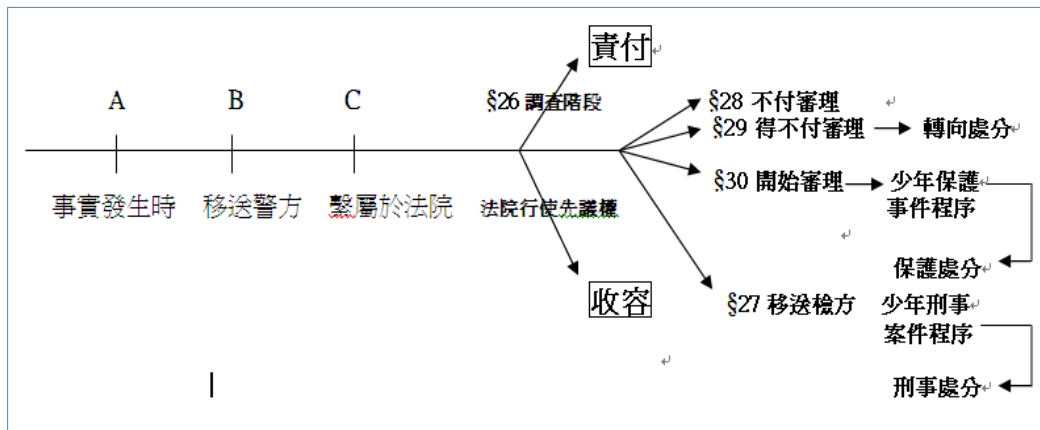 責付
A
B
C
§26 調査階段
§28 不付審理
§29 得不付審理
轉向處分
事實發生時
移送警方
繫屬於法院
法院行使先議權
§30 開始審理
少年保護
事件程序
保護處分
收容
§27 移送檢方
少年刑事
案件程序
刑事處分